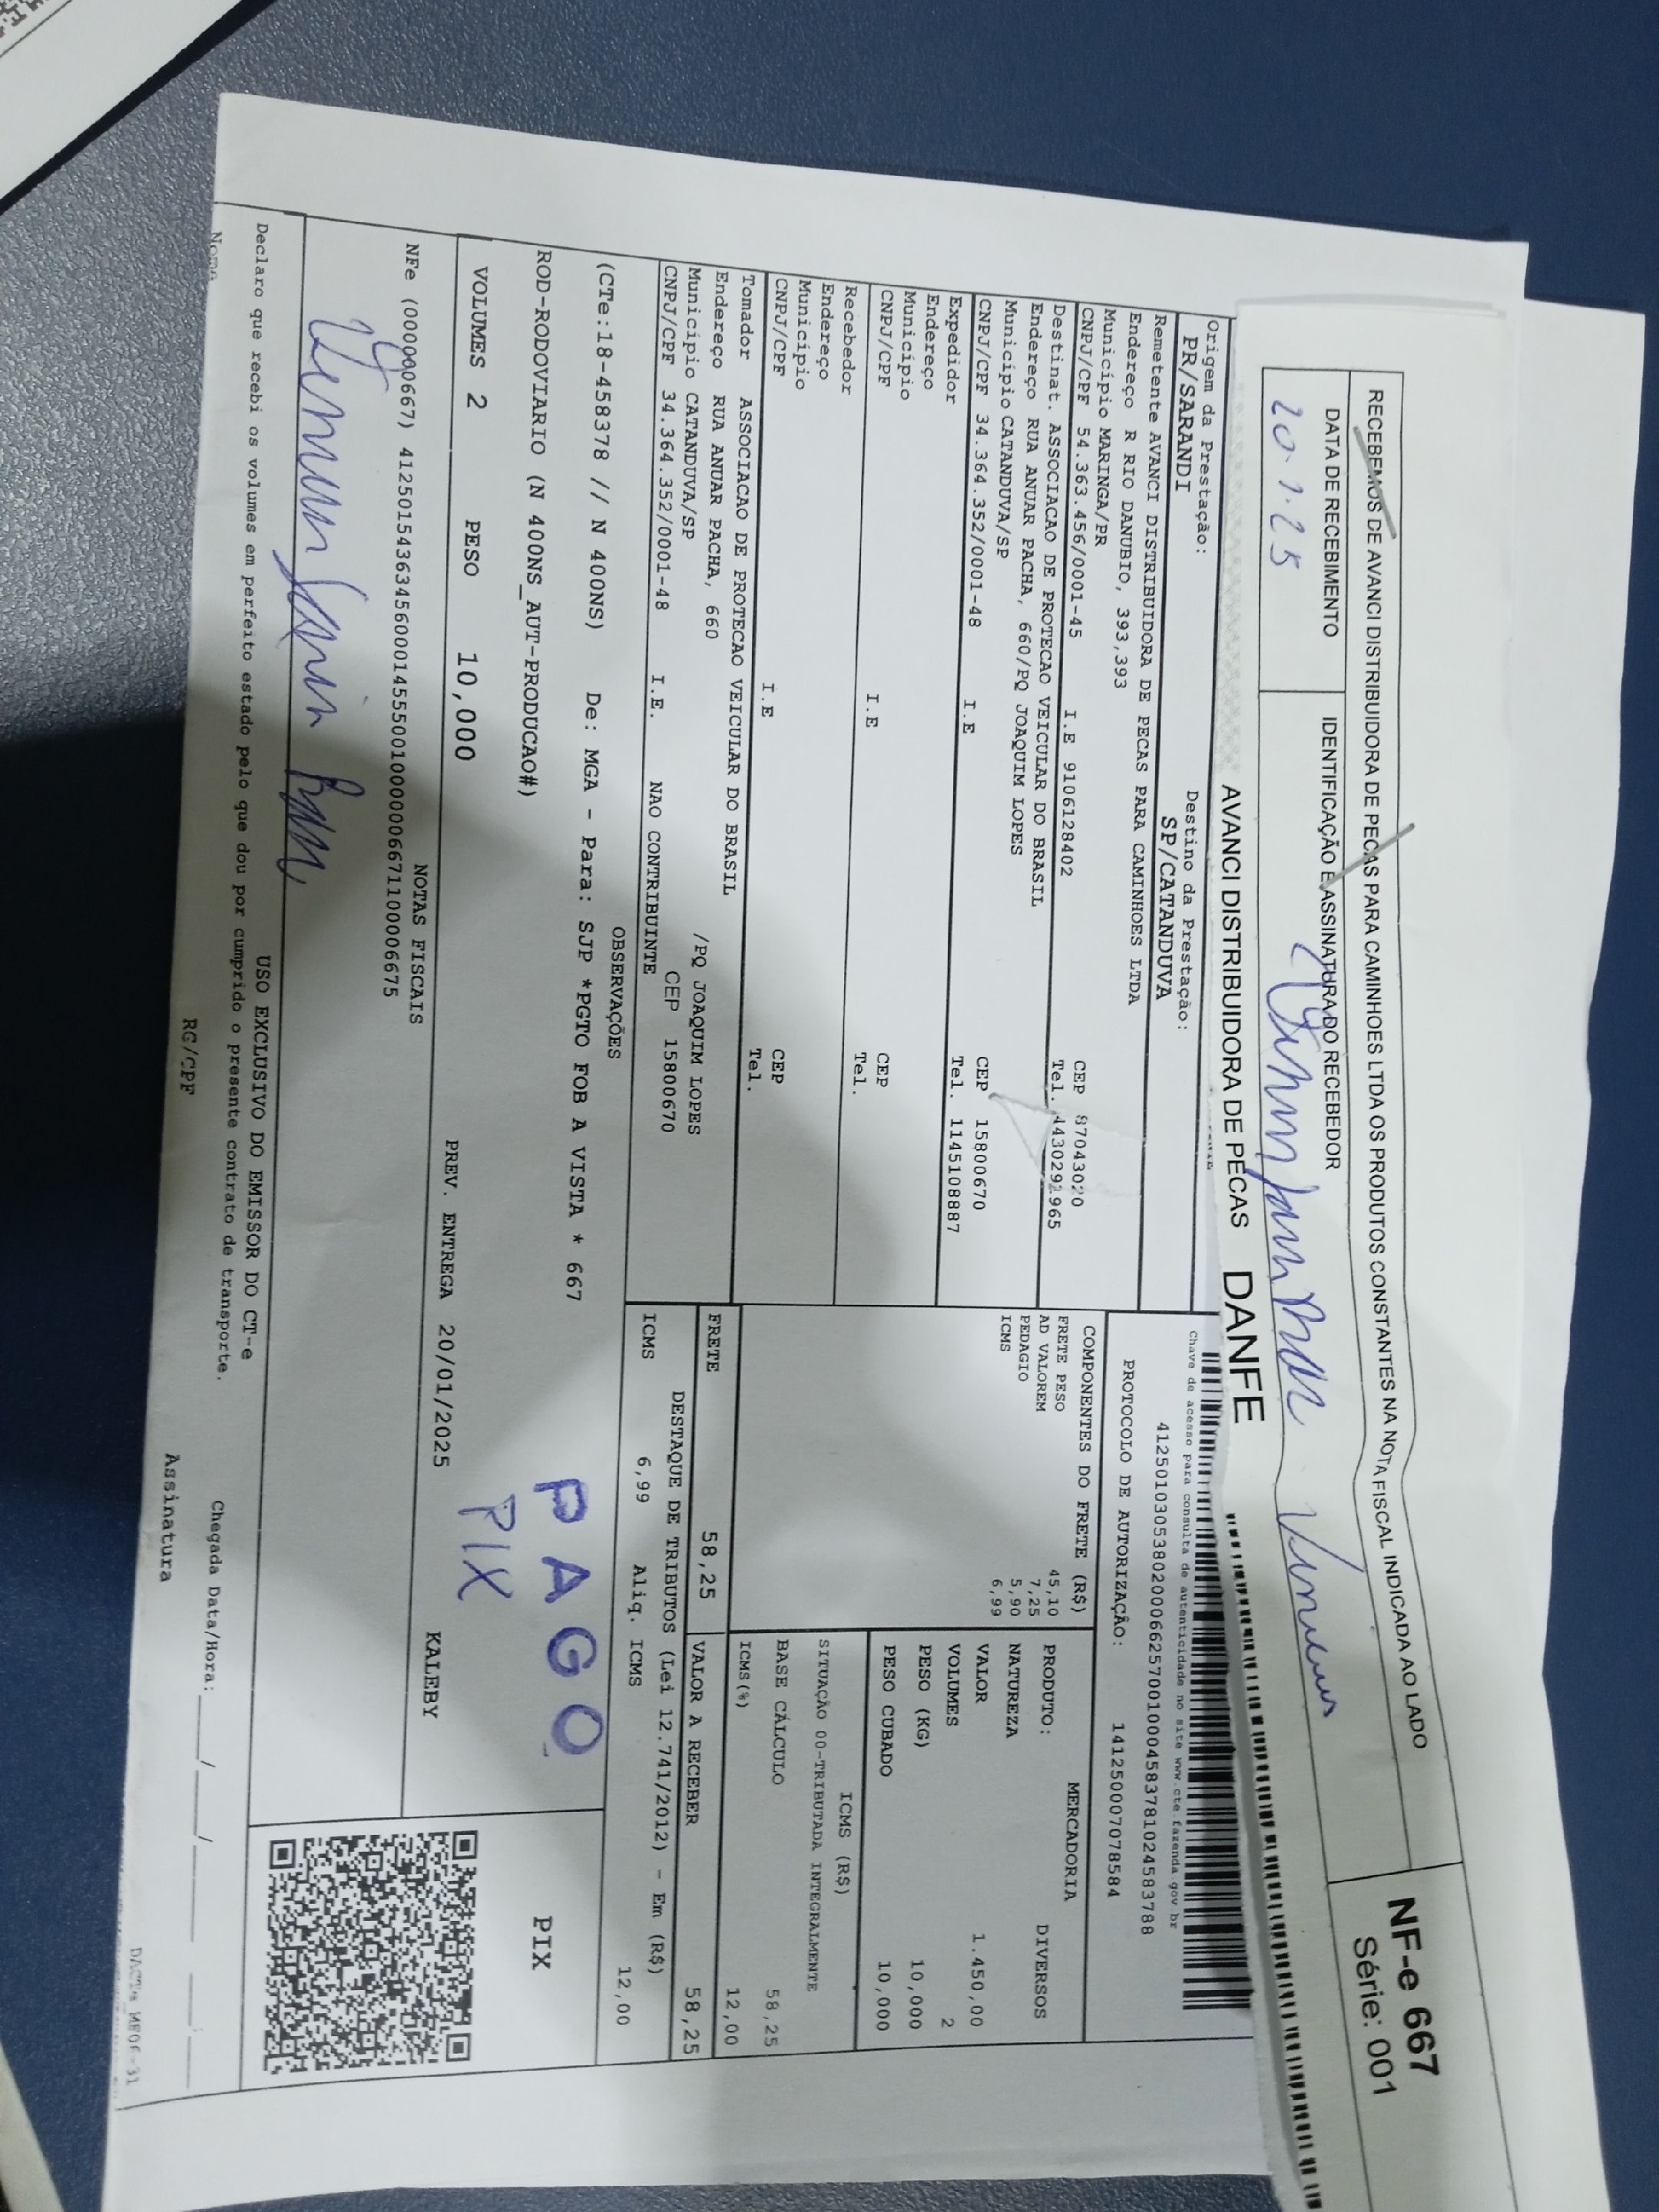 RECEBEMOS DE AVANCI DISTRIBUIDORA DE PECAS PARA CAMINHOES LTDA OS PRODUTOS CONSTANTES NA NOTA FISCAL INDICADA AO LADO
NF-e 667
Série: 001
DATA DE RECEBIMENTO
IDENTIFICAÇÃO E ASSINATURA DO RECEBEDOR
20.1.25
AVANCI DISTRIBUIDORA DE PECAS DANFE
Origem da Prestação:
PR/SARANDI
Destino da Prestação:
SP/CATANDUVA
Chave de acesso para consulta de autenticidade no site www.cte.fazenda.gov.br
41250103053802000662570010004583781024583788
PROTOCOLO DE AUTORIZAÇÃO: 141250007078584
Remetente AVANCI DISTRIBUIDORA DE PECAS PARA CAMINHOES LTDA
Endereço R RIO DANUBIO, 393,393
Município MARINGA/PR CEP 87043020
CNPJ/CPF 54.363.456/0001-45 I.E 9106128402 Tel. 44302921965
Destinat. ASSOCIACAO DE PROTECAO VEICULAR DO BRASIL
Endereço RUA ANUAR PACHA, 660/PQ JOAQUIM LOPES
Município CATANDUVA/SP CEP 15800670
CNPJ/CPF 34.364.352/0001-48 I.E Tel. 1145108887
Expedidor
Endereço
Município CEP
CNPJ/CPF I.E Tel.
Recebedor
Endereço
Município CEP
CNPJ/CPF I.E Tel.
Tomador ASSOCIACAO DE PROTECAO VEICULAR DO BRASIL
Endereço RUA ANUAR PACHA, 660 /PQ JOAQUIM LOPES
Município CATANDUVA/SP CEP 15800670
CNPJ/CPF 34.364.352/0001-48 I.E. NAO CONTRIBUINTE
COMPONENTES DO FRETE (R$)
FRETE PESO 45,10
AD VALOREM 7,25
PEDAGIO 5,90
ICMS 6,99
MERCADORIA
PRODUTO: DIVERSOS
NATUREZA
VALOR 1.450,00
VOLUMES 2
PESO (KG) 10,000
PESO CUBADO 10,000
ICMS (R$)
SITUAÇÃO 00-TRIBUTADA INTEGRALMENTE
BASE CÁLCULO 58,25
ICMS(%) 12,00
FRETE 58,25
VALOR A RECEBER 58,25
DESTAQUE DE TRIBUTOS (Lei 12.741/2012) - Em (R$)
ICMS 6,99 Aliq. ICMS 12,00
OBSERVAÇÕES
(CTe:18-458378 // N 400NS) De: MGA - Para: SJP *PGTO FOB A VISTA * 667
ROD-RODOVIARIO (N 400NS_AUT-PRODUCAO#)
PAGO
PIX
PIX
VOLUMES 2 PESO 10,000 PREV. ENTREGA 20/01/2025 KALEBY
NOTAS FISCAIS
NFe (000000667) 41250154363456000145550010000006671100006675
USO EXCLUSIVO DO EMISSOR DO CT-e
Declaro que recebi os volumes em perfeito estado pelo que dou por cumprido o presente contrato de transporte.
Chegada Data/Hora:____/____/____ ___:___
Nome RG/CPF Assinatura